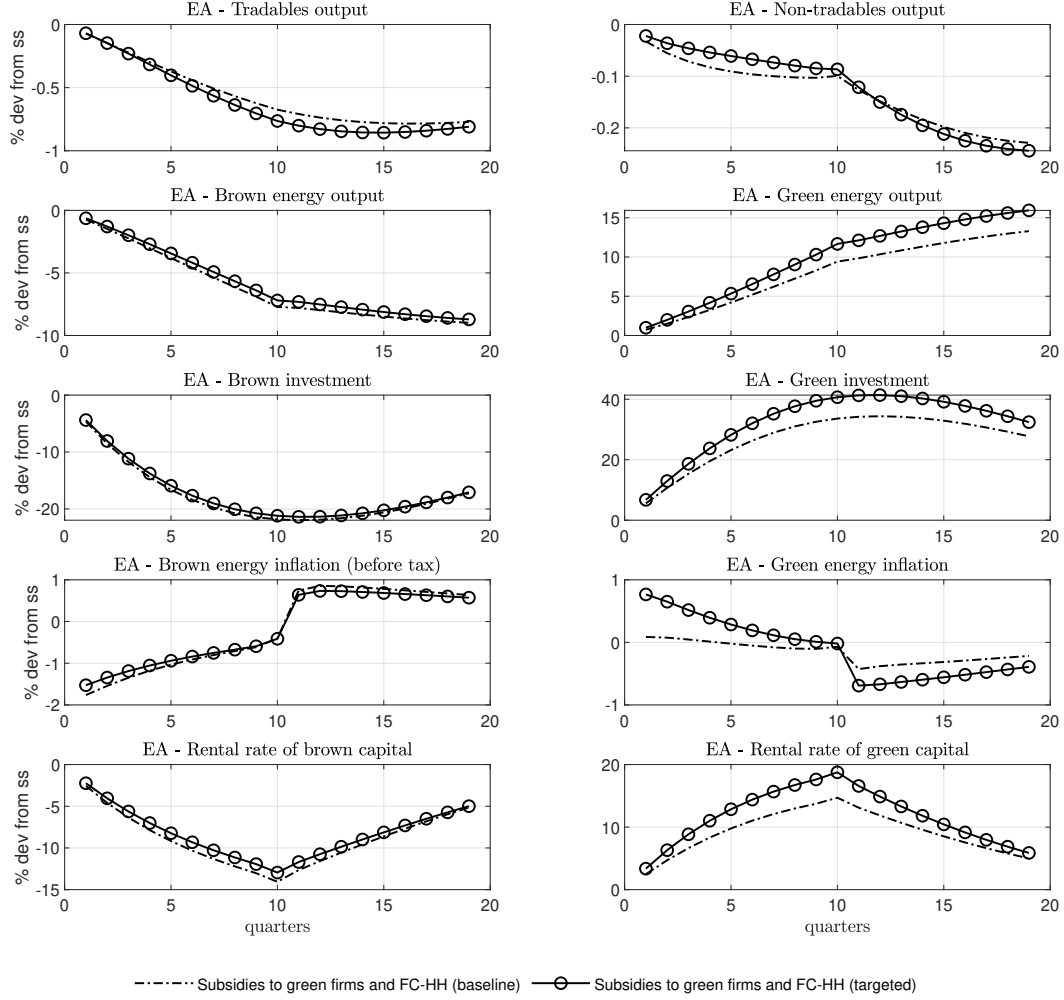 EA - Tradables output
EA - Non-tradables output
% dev from ss
0
-0.5
-1
0 5 10 15 20
0
-0.1
-0.2
0 5 10 15 20
EA - Brown energy output
EA - Green energy output
% dev from ss
0
-5
-10
0 5 10 15 20
15
10
5
0
0 5 10 15 20
EA - Brown investment
EA - Green investment
% dev from ss
0
-10
-20
0 5 10 15 20
40
20
0
0 5 10 15 20
EA - Brown energy inflation (before tax)
EA - Green energy inflation
% dev from ss
1
0
-1
-2
0 5 10 15 20
1
0
-1
0 5 10 15 20
EA - Rental rate of brown capital
EA - Rental rate of green capital
% dev from ss
0
-5
-10
-15
0 5 10 15 20
quarters
20
10
0
0 5 10 15 20
quarters
Subsidies to green firms and FC-HH (baseline)
Subsidies to green firms and FC-HH (targeted)